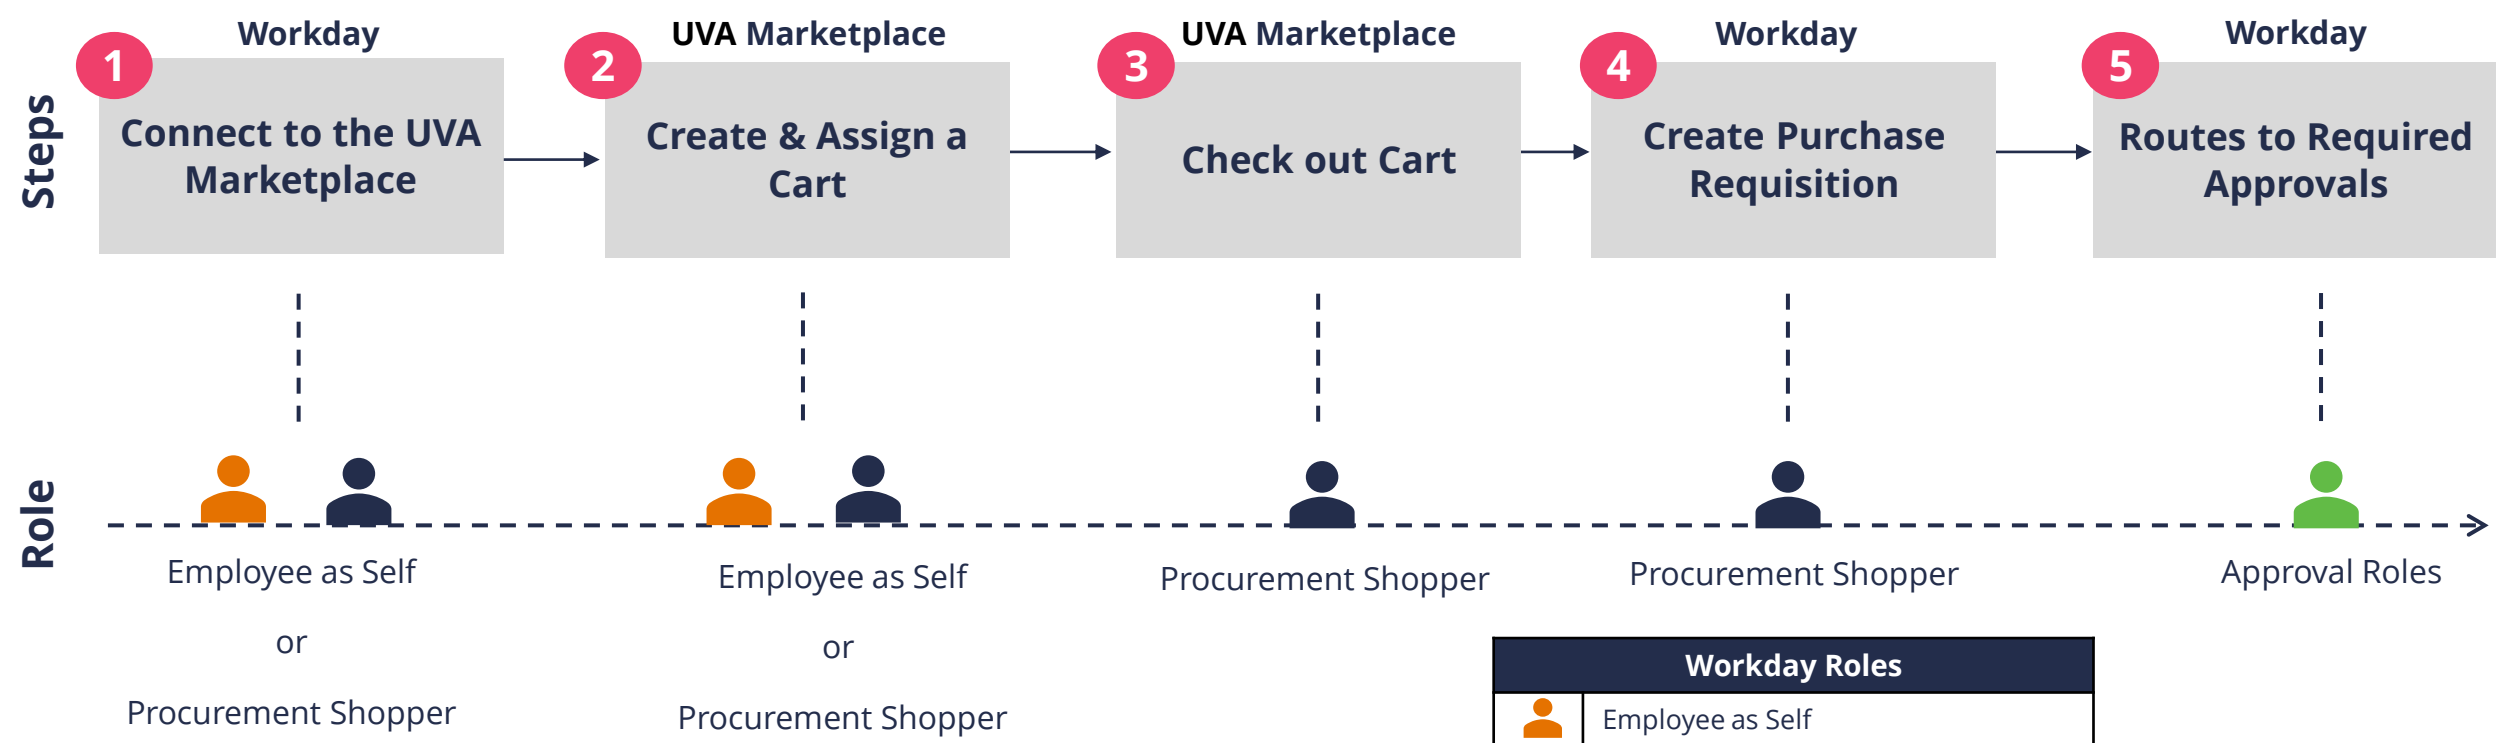 Workday
UVA Marketplace
UVA Marketplace
Workday
Workday
Steps
1
Connect to the UVA
Marketplace
2
Create & Assign a
Cart
3
Check out Cart
4
Create Purchase
Requisition
5
Routes to Required
Approvals
Role
Employee as Self
or
Procurement Shopper
Employee as Self
or
Procurement Shopper
Procurement Shopper
Procurement Shopper
Approval Roles
Workday Roles
Employee as Self